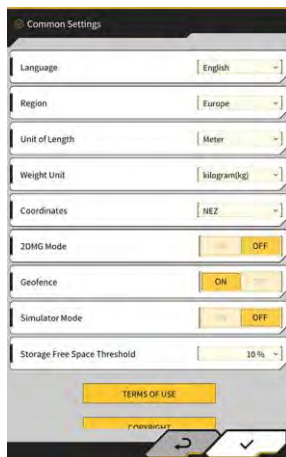 Common Settings
Language English
Region Europe
Unit of Length Meter
Weight Unit kilogram(kg)
Coordinates NEZ
2DMG Mode OFF
Geofence ON
Simulator Mode OFF
Storage Free Space Threshold 10 %
TERMS OF USE
COPYRIGHT